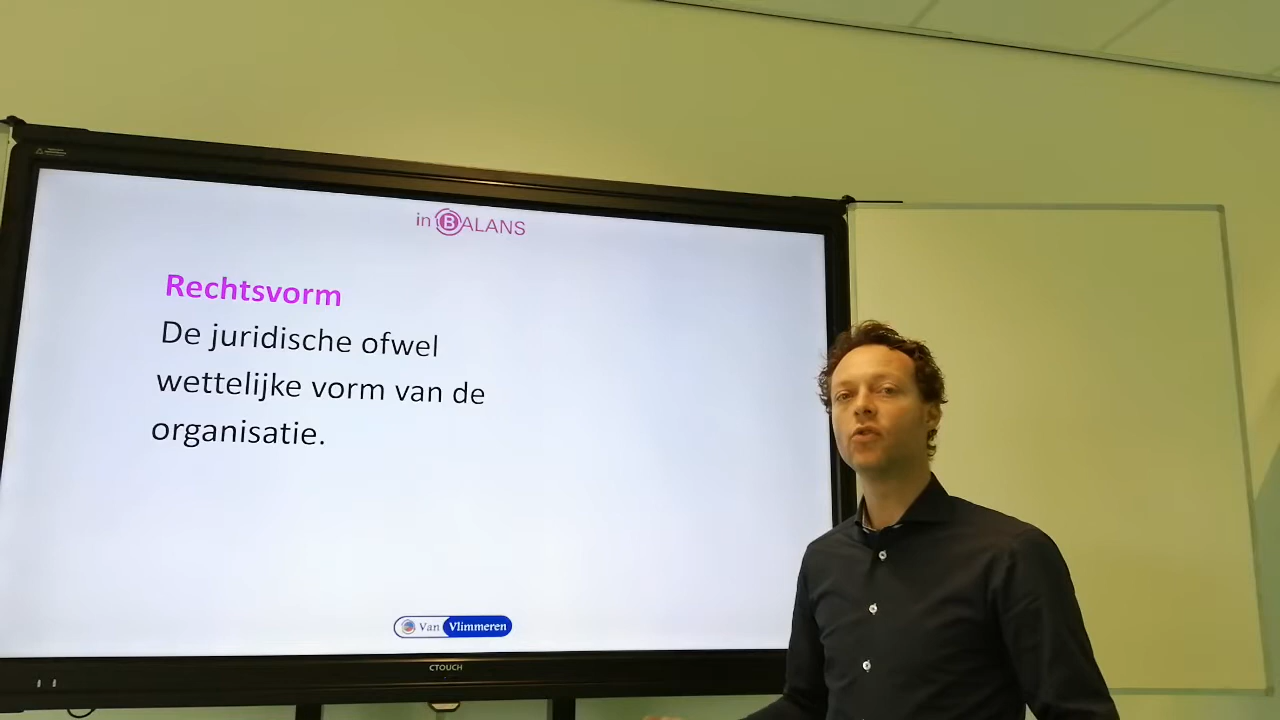 in BALANS
Rechtsvorm
De juridische ofwel
wettelijke vorm van de
organisatie.
Van Vlimmeren
CTOUCH